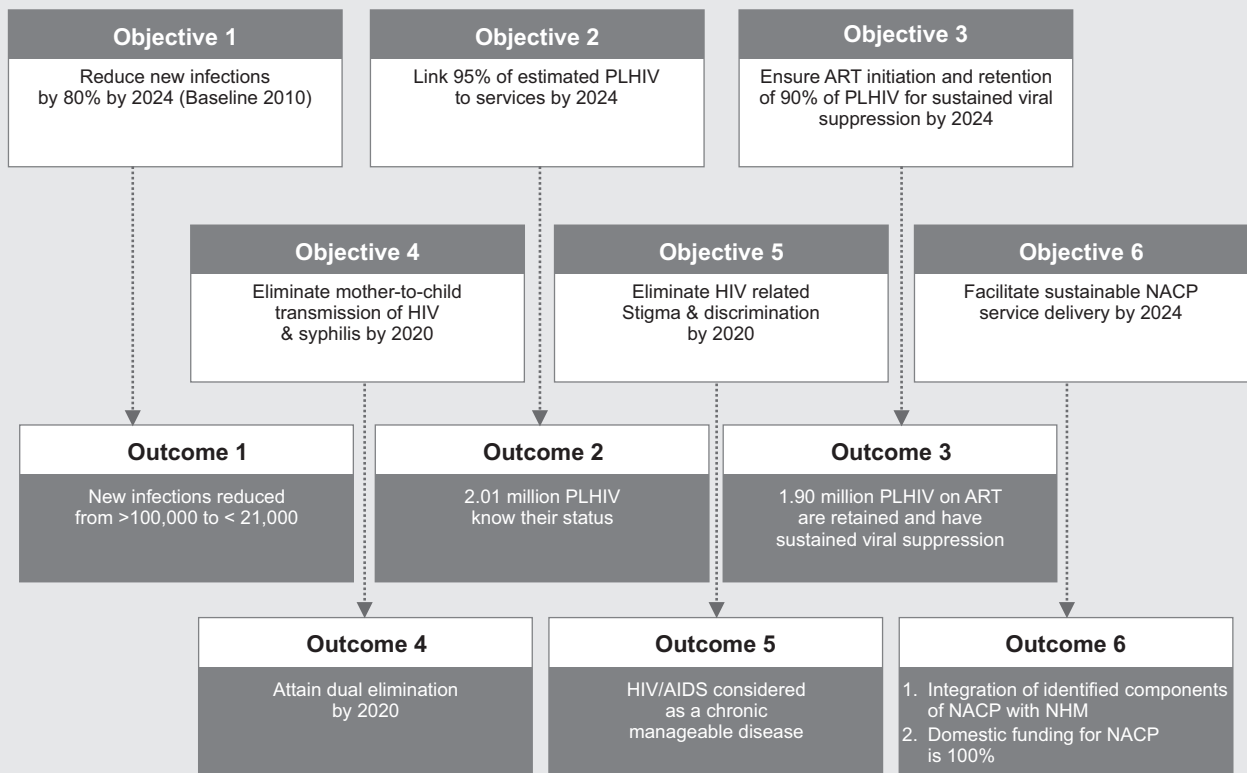 Objective 1
Reduce new infections
by 80% by 2024 (Baseline 2010)
Objective 2
Link 95% of estimated PLHIV
to services by 2024
Objective 3
Ensure ART initiation and retention
of 90% of PLHIV for sustained viral
suppression by 2024
Objective 4
Eliminate mother-to-child
transmission of HIV
& syphilis by 2020
Objective 5
Eliminate HIV related
Stigma & discrimination
by 2020
Objective 6
Facilitate sustainable NACP
service delivery by 2024
Outcome 1
New infections reduced
from >100,000 to < 21,000
Outcome 2
2.01 million PLHIV
know their status
Outcome 3
1.90 million PLHIV on ART
are retained and have
sustained viral suppression
Outcome 4
Attain dual elimination
by 2020
Outcome 5
HIV/AIDS considered
as a chronic
manageable disease
Outcome 6
1. Integration of identified components
of NACP with NHM
2. Domestic funding for NACP
is 100%